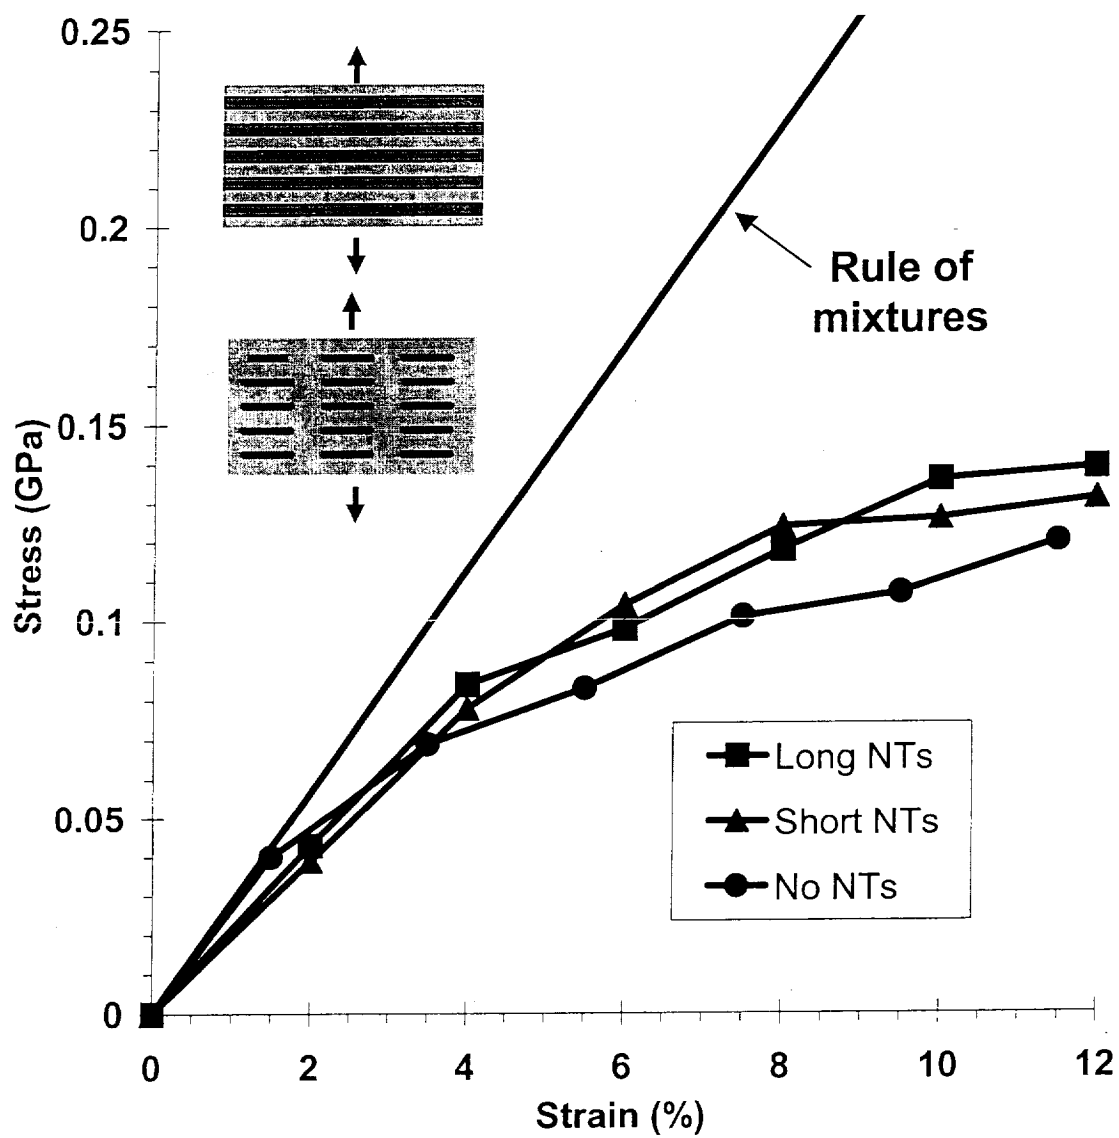 0.25
0.2
0.15
0.1
0.05
0
Stress (GPa)
Rule of
mixtures
Long NTs
Short NTs
No NTs
0 2 4 6 8 10 12
Strain (%)